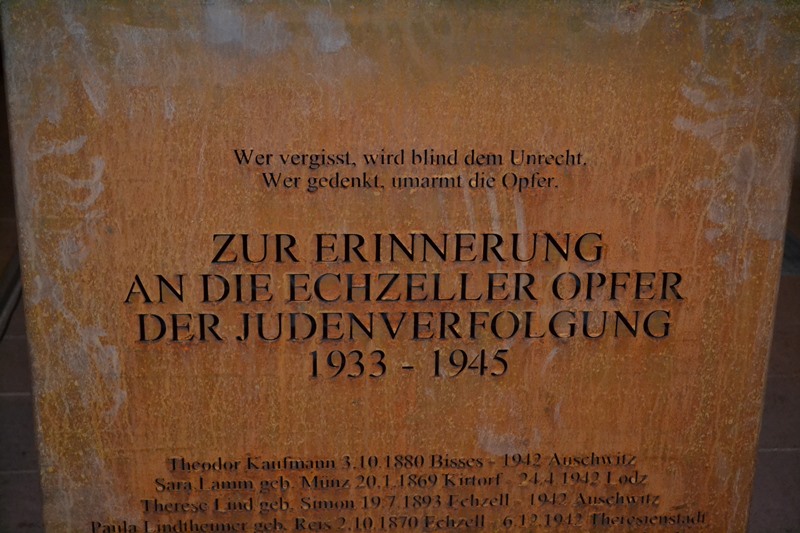 Wer vergisst, wird blind dem Unrecht.
Wer gedenkt, umarmt die Opfer.
ZUR ERINNERUNG
AN DIE ECHZELLER OPFER
DER JUDENVERFOLGUNG
1933 - 1945
Theodor Kaufmann 3.10.1880 Bisses - 1942 Auschwitz
Sara Lamm geb. Münz 20.1.1869 Kirtorf - 24.4.1942 Lodz
Therese Lind geb. Simon 19.7.1893 Echzell - 1942 Auschwitz
Paula Lindheimer geb. Reis 2.10.1870 Echzell - 6.12.1942 Theresienstadt